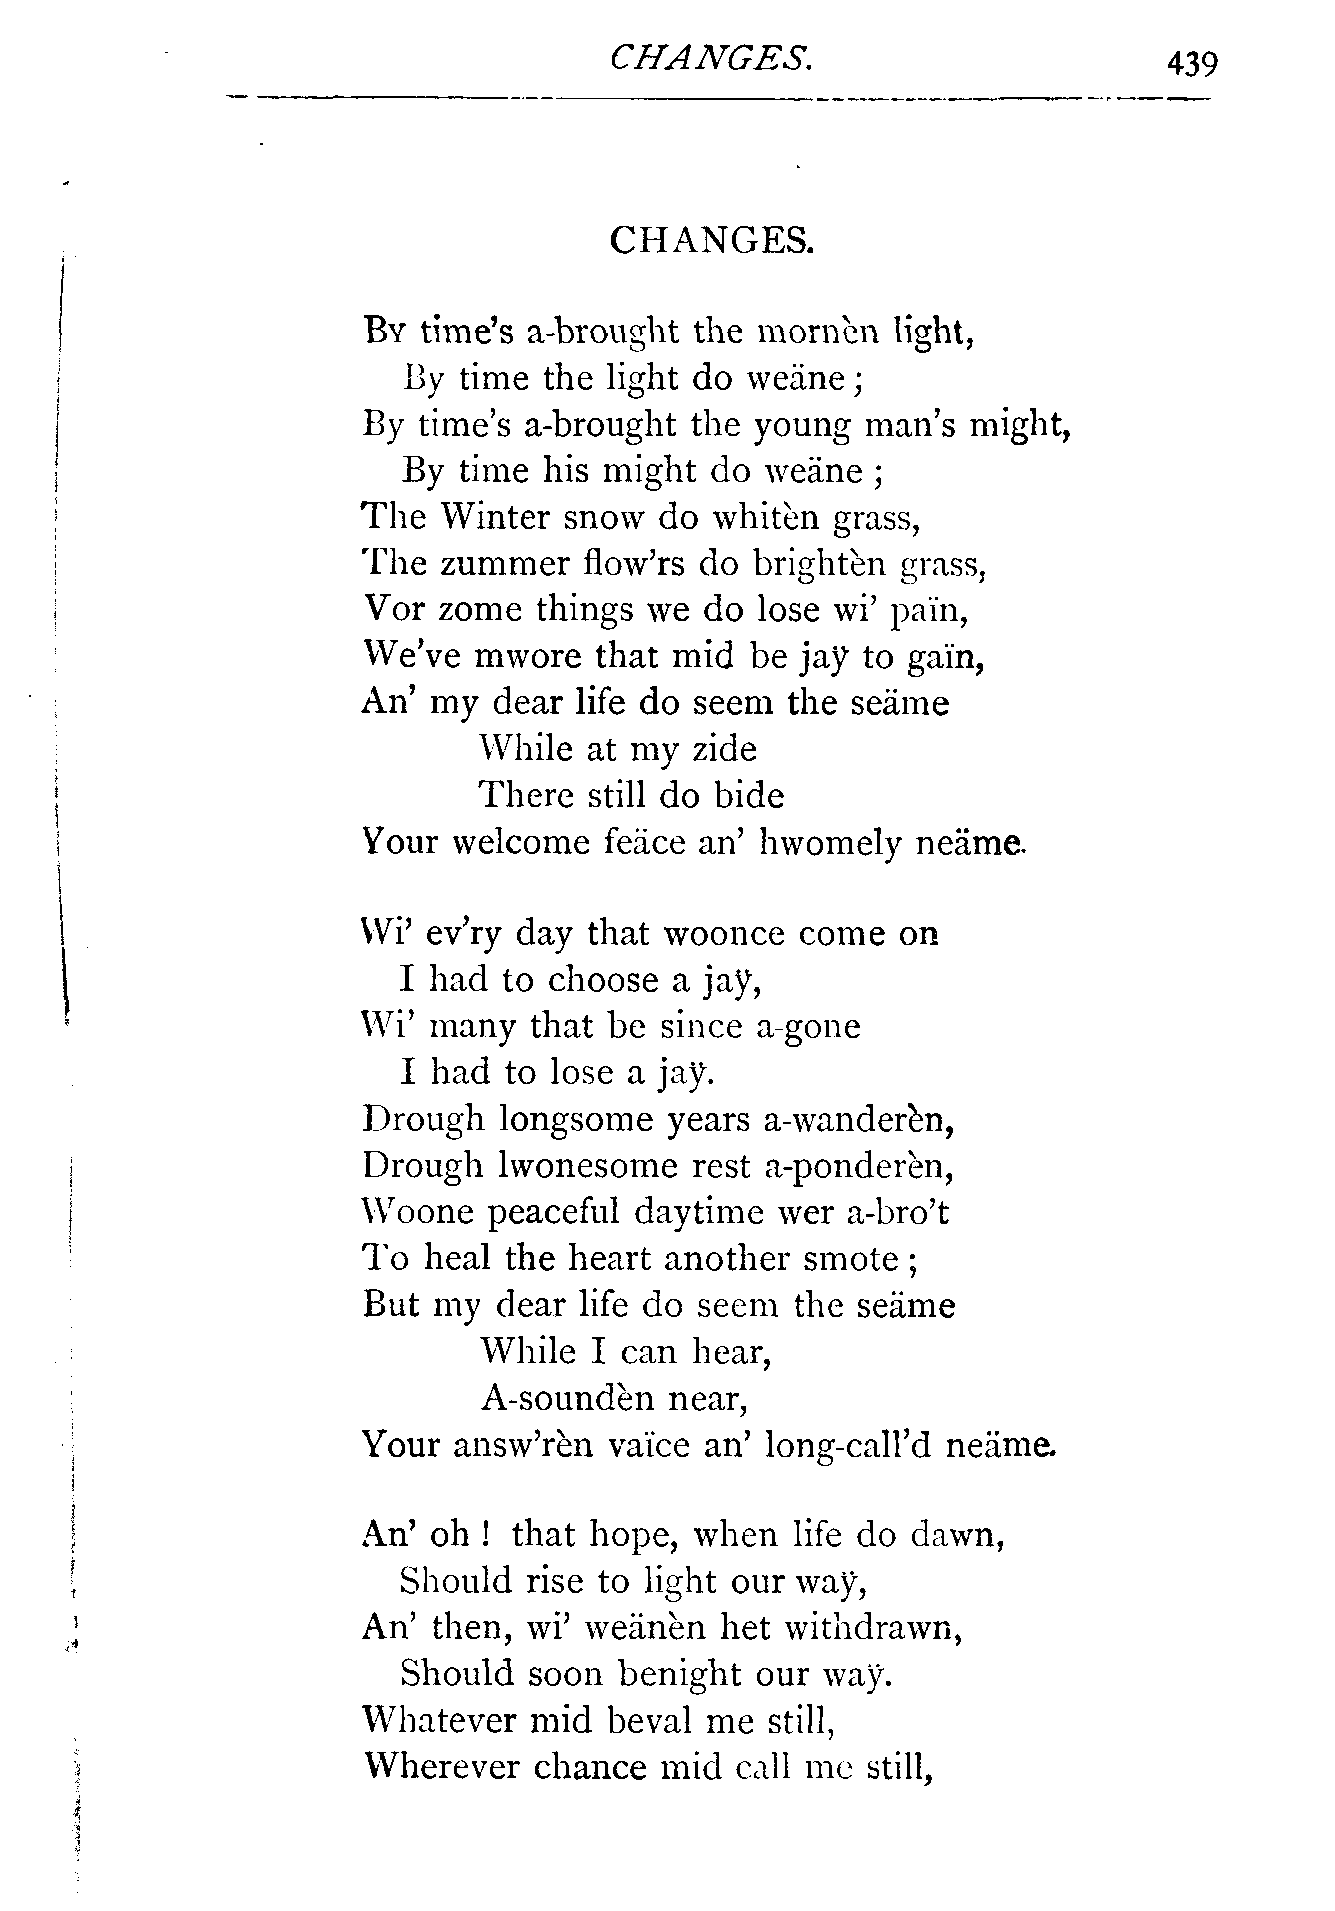 CHANGES. 439
CHANGES.
By time's a-brought the mornèn light,
By time the light do weäne;
By time's a-brought the young man's might,
By time his might do weäne;
The Winter snow do whitèn grass,
The zummer flow'rs do brightèn grass,
Vor zome things we do lose wi' païn,
We've mwore that mid be jaÿ to gaïn,
An' my dear life do seem the seäme
While at my zide
There still do bide
Your welcome feäce an' hwomely neäme.
Wi' ev'ry day that woonce come on
I had to choose a jaÿ,
Wi' many that be since a-gone
I had to lose a jaÿ.
Drough longsome years a-wanderèn,
Drough lwonesome rest a-ponderèn,
Woone peaceful daytime wer a-bro't
To heal the heart another smote;
But my dear life do seem the seäme
While I can hear,
A-soundèn near,
Your answ'rèn vaïce an' long-call'd neäme.
An' oh! that hope, when life do dawn,
Should rise to light our waÿ,
An' then, wi' weänèn het withdrawn,
Should soon benight our waÿ.
Whatever mid beval me still,
Wherever chance mid call me still,